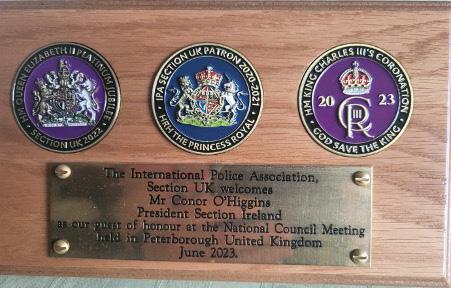 HM QUEEN ELIZABETH II PLATINUM JUBILEE
• SECTION UK 2022 •
IPA SECTION UK PATRON 2020-2021
HRH THE PRINCESS ROYAL
HM KING CHARLES III'S CORONATION
20 23
CR III
GOD SAVE THE KING
The International Police Association,
Section UK welcomes
Mr Conor O'Higgins
President Section Ireland
as our guest of honour at the National Council Meeting
held in Peterborough United Kingdom
June 2023.